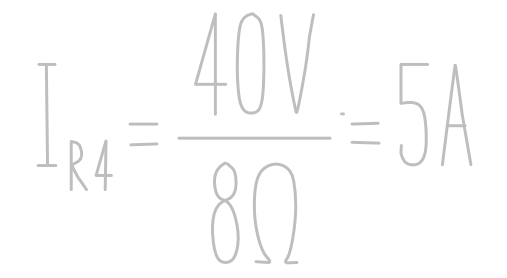 I_R4 = 40V / 8Ω = 5A